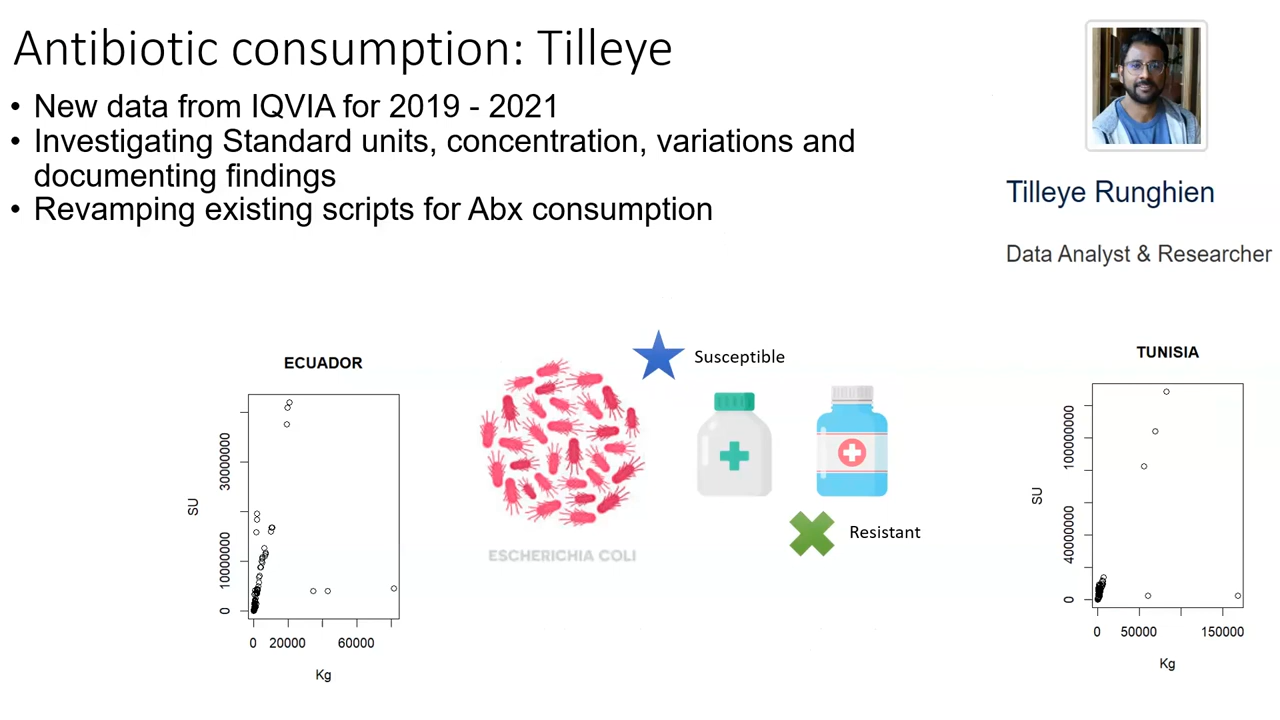 Antibiotic consumption: Tilleye
• New data from IQVIA for 2019 - 2021
• Investigating Standard units, concentration, variations and
documenting findings
• Revamping existing scripts for Abx consumption
Tilleye Runghien
Data Analyst & Researcher
ECUADOR
SU
0
10000000
30000000
0 20000 60000
Kg
Susceptible
Resistant
ESCHERICHIA COLI
TUNISIA
SU
0
40000000
100000000
0 50000 150000
Kg